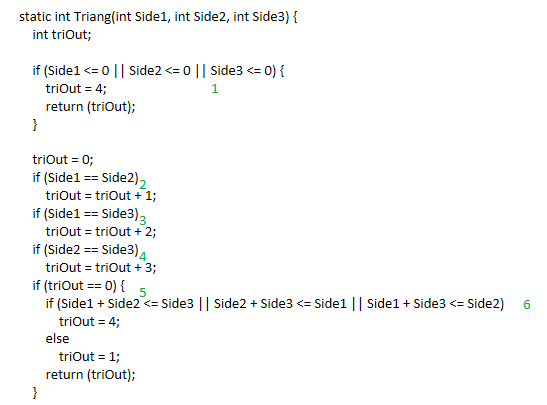 static int Triang(int Side1, int Side2, int Side3) {
int triOut;
if (Side1 <= 0 || Side2 <= 0 || Side3 <= 0) {
triOut = 4; 1
return (triOut);
}
triOut = 0;
if (Side1 == Side2) 2
triOut = triOut + 1;
if (Side1 == Side3) 3
triOut = triOut + 2;
if (Side2 == Side3) 4
triOut = triOut + 3;
if (triOut == 0) { 5
if (Side1 + Side2 <= Side3 || Side2 + Side3 <= Side1 || Side1 + Side3 <= Side2) 6
triOut = 4;
else
triOut = 1;
return (triOut);
}